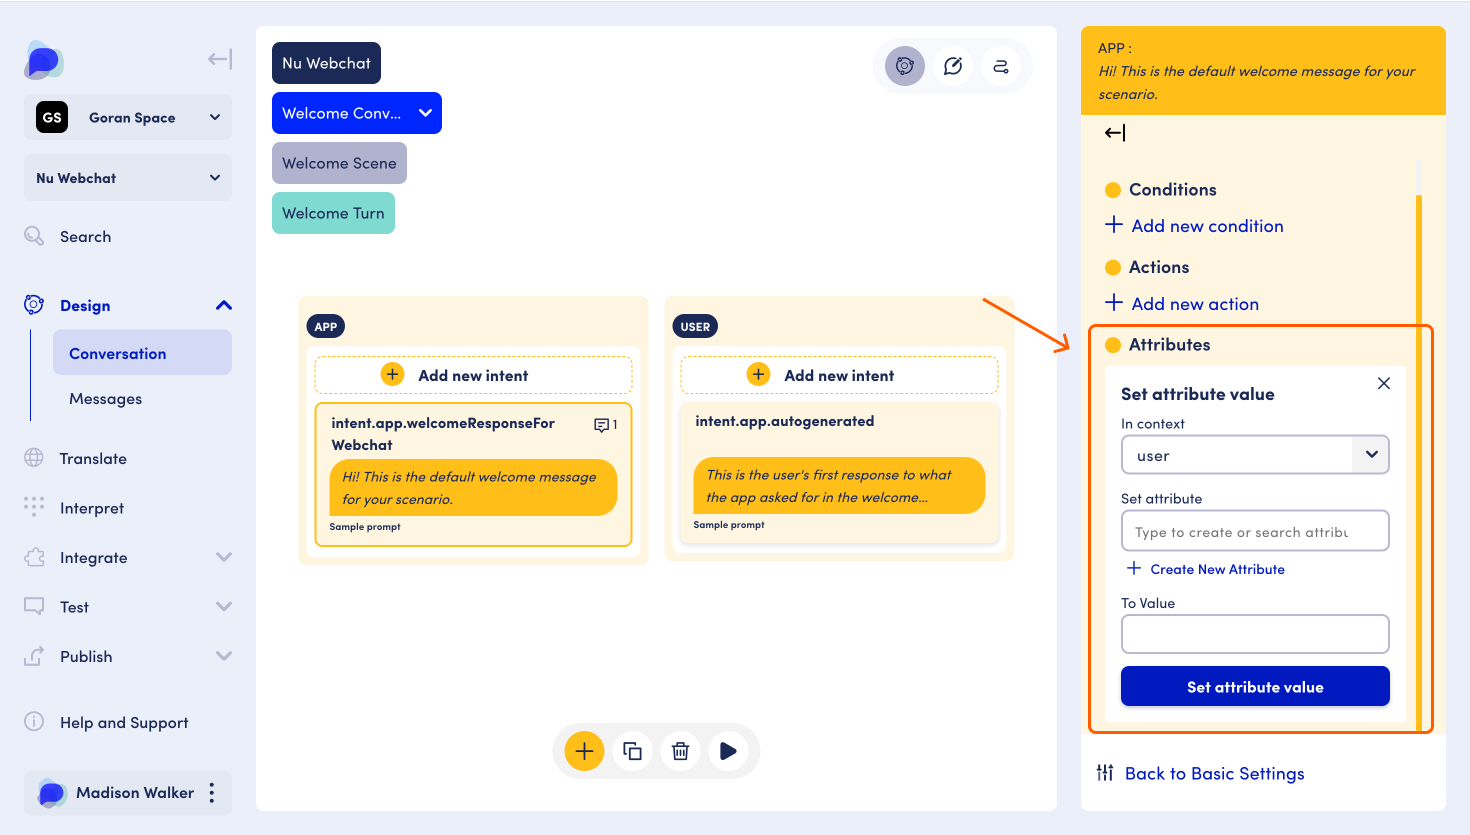 GS
Goran Space
Nu Webchat
Search
Design
Conversation
Messages
Translate
Interpret
Integrate
Test
Publish
Help and Support
Madison Walker
Nu Webchat
Welcome Conv...
Welcome Scene
Welcome Turn
APP
Add new intent
intent.app.welcomeResponseFor
Webchat
1
Hi! This is the default welcome message
for your scenario.
Sample prompt
USER
Add new intent
intent.app.autogenerated
This is the user's first response to what
the app asked for in the welcome...
Sample prompt
APP :
Hi! This is the default welcome message for your
scenario.
Conditions
Add new condition
Actions
Add new action
Attributes
Set attribute value
In context
user
Set attribute
Type to create or search attribu
Create New Attribute
To Value
Set attribute value
Back to Basic Settings